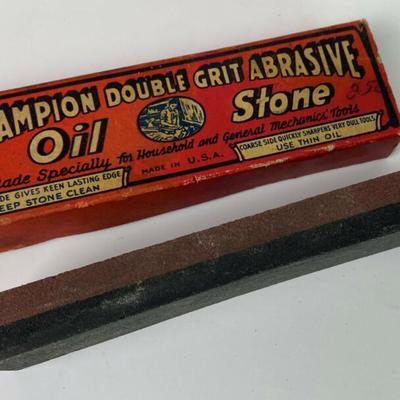 AMPION DOUBLE GRIT ABRASIVE
Oil Stone
ade Specially for Household and General Mechanics' Tools
MADE IN U.S.A.
DE GIVES KEEN LASTING EDGE
EEP STONE CLEAN
COARSE SIDE QUICKLY SHARPENS VERY DULL TOOLS
USE THIN OIL